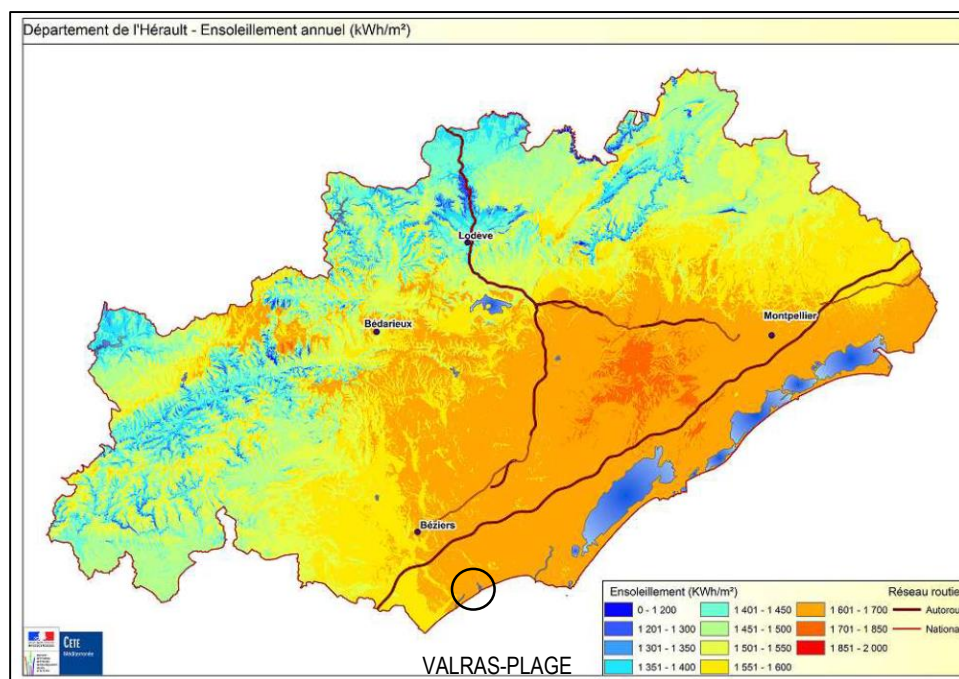 Département de l'Hérault - Ensoleillement annuel (kWh/m²)
Lodève
Bédarieux
Montpellier
Béziers
VALRAS-PLAGE
Ensoleillement (KWh/m²)
0 - 1 200
1 201 - 1 300
1 301 - 1 350
1 351 - 1 400
1 401 - 1 450
1 451 - 1 500
1 501 - 1 550
1 551 - 1 600
1 601 - 1 700
1 701 - 1 850
1 851 - 2 000
Réseau routie
Autorou
Nationa
CETE
Méditerranée